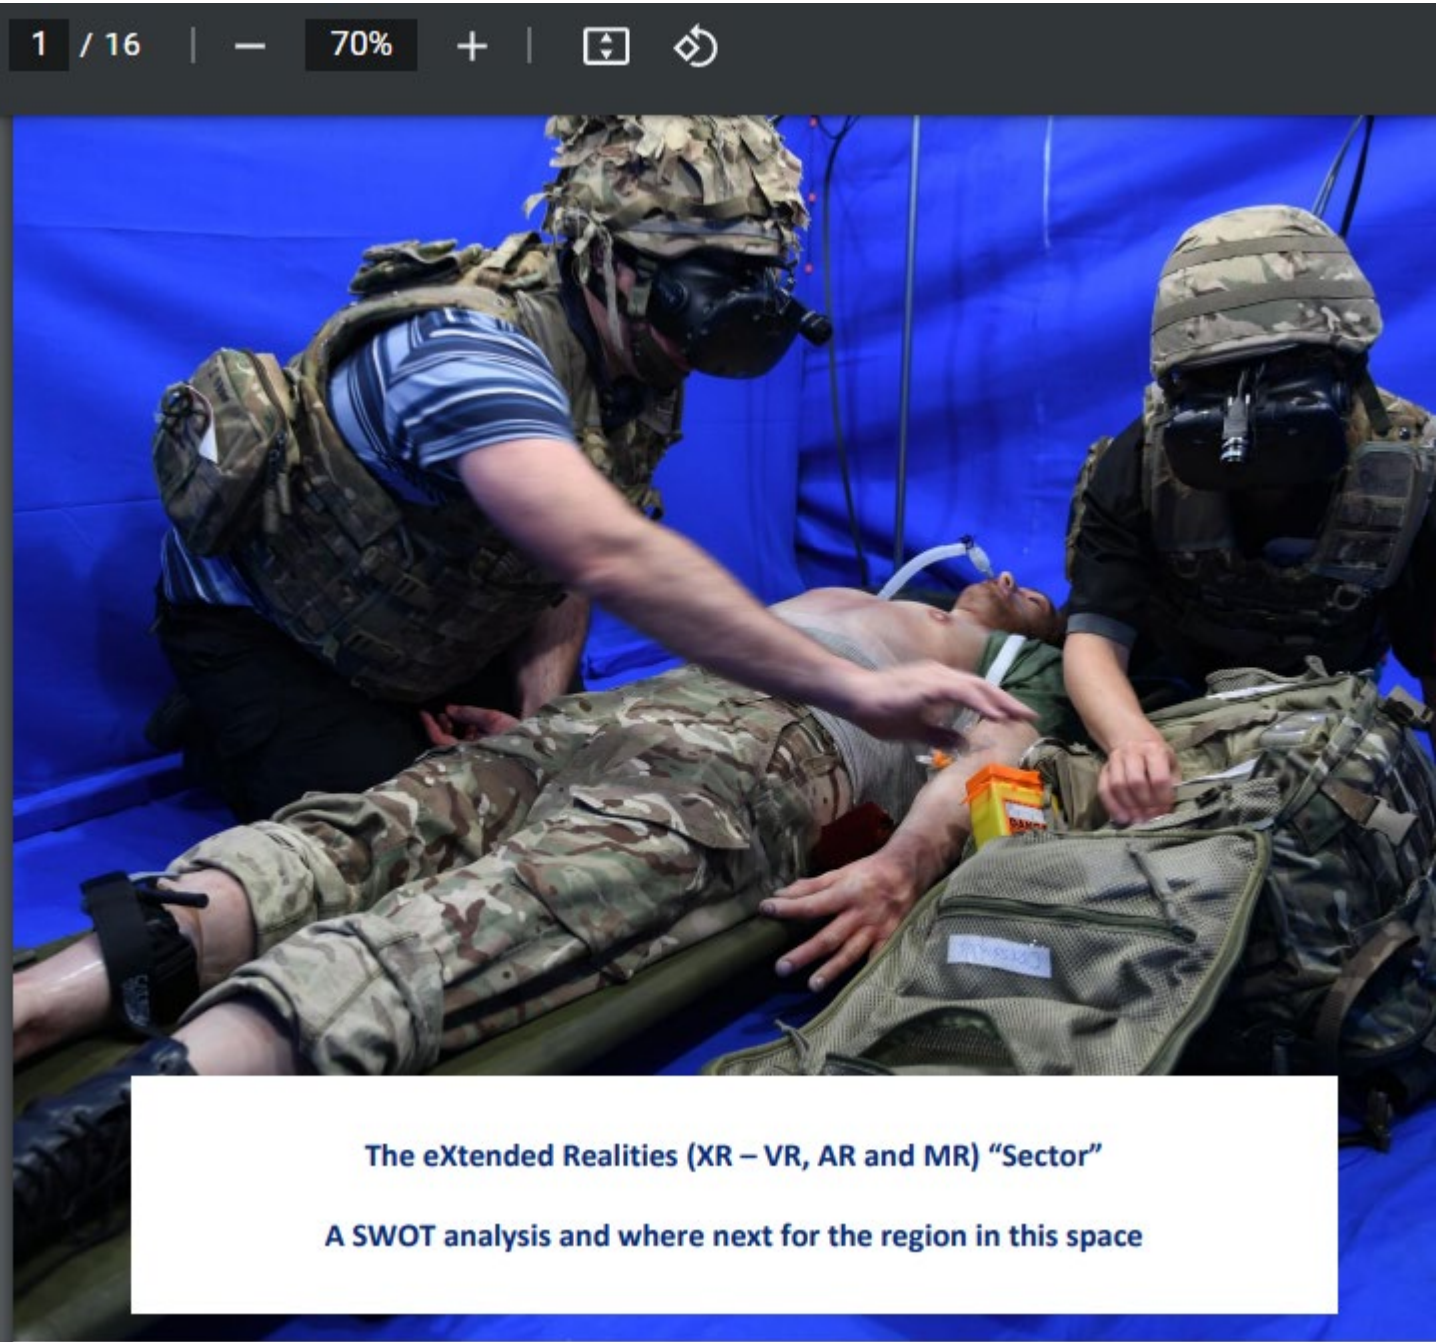 1 / 16
70%
The eXtended Realities (XR – VR, AR and MR) “Sector”
A SWOT analysis and where next for the region in this space